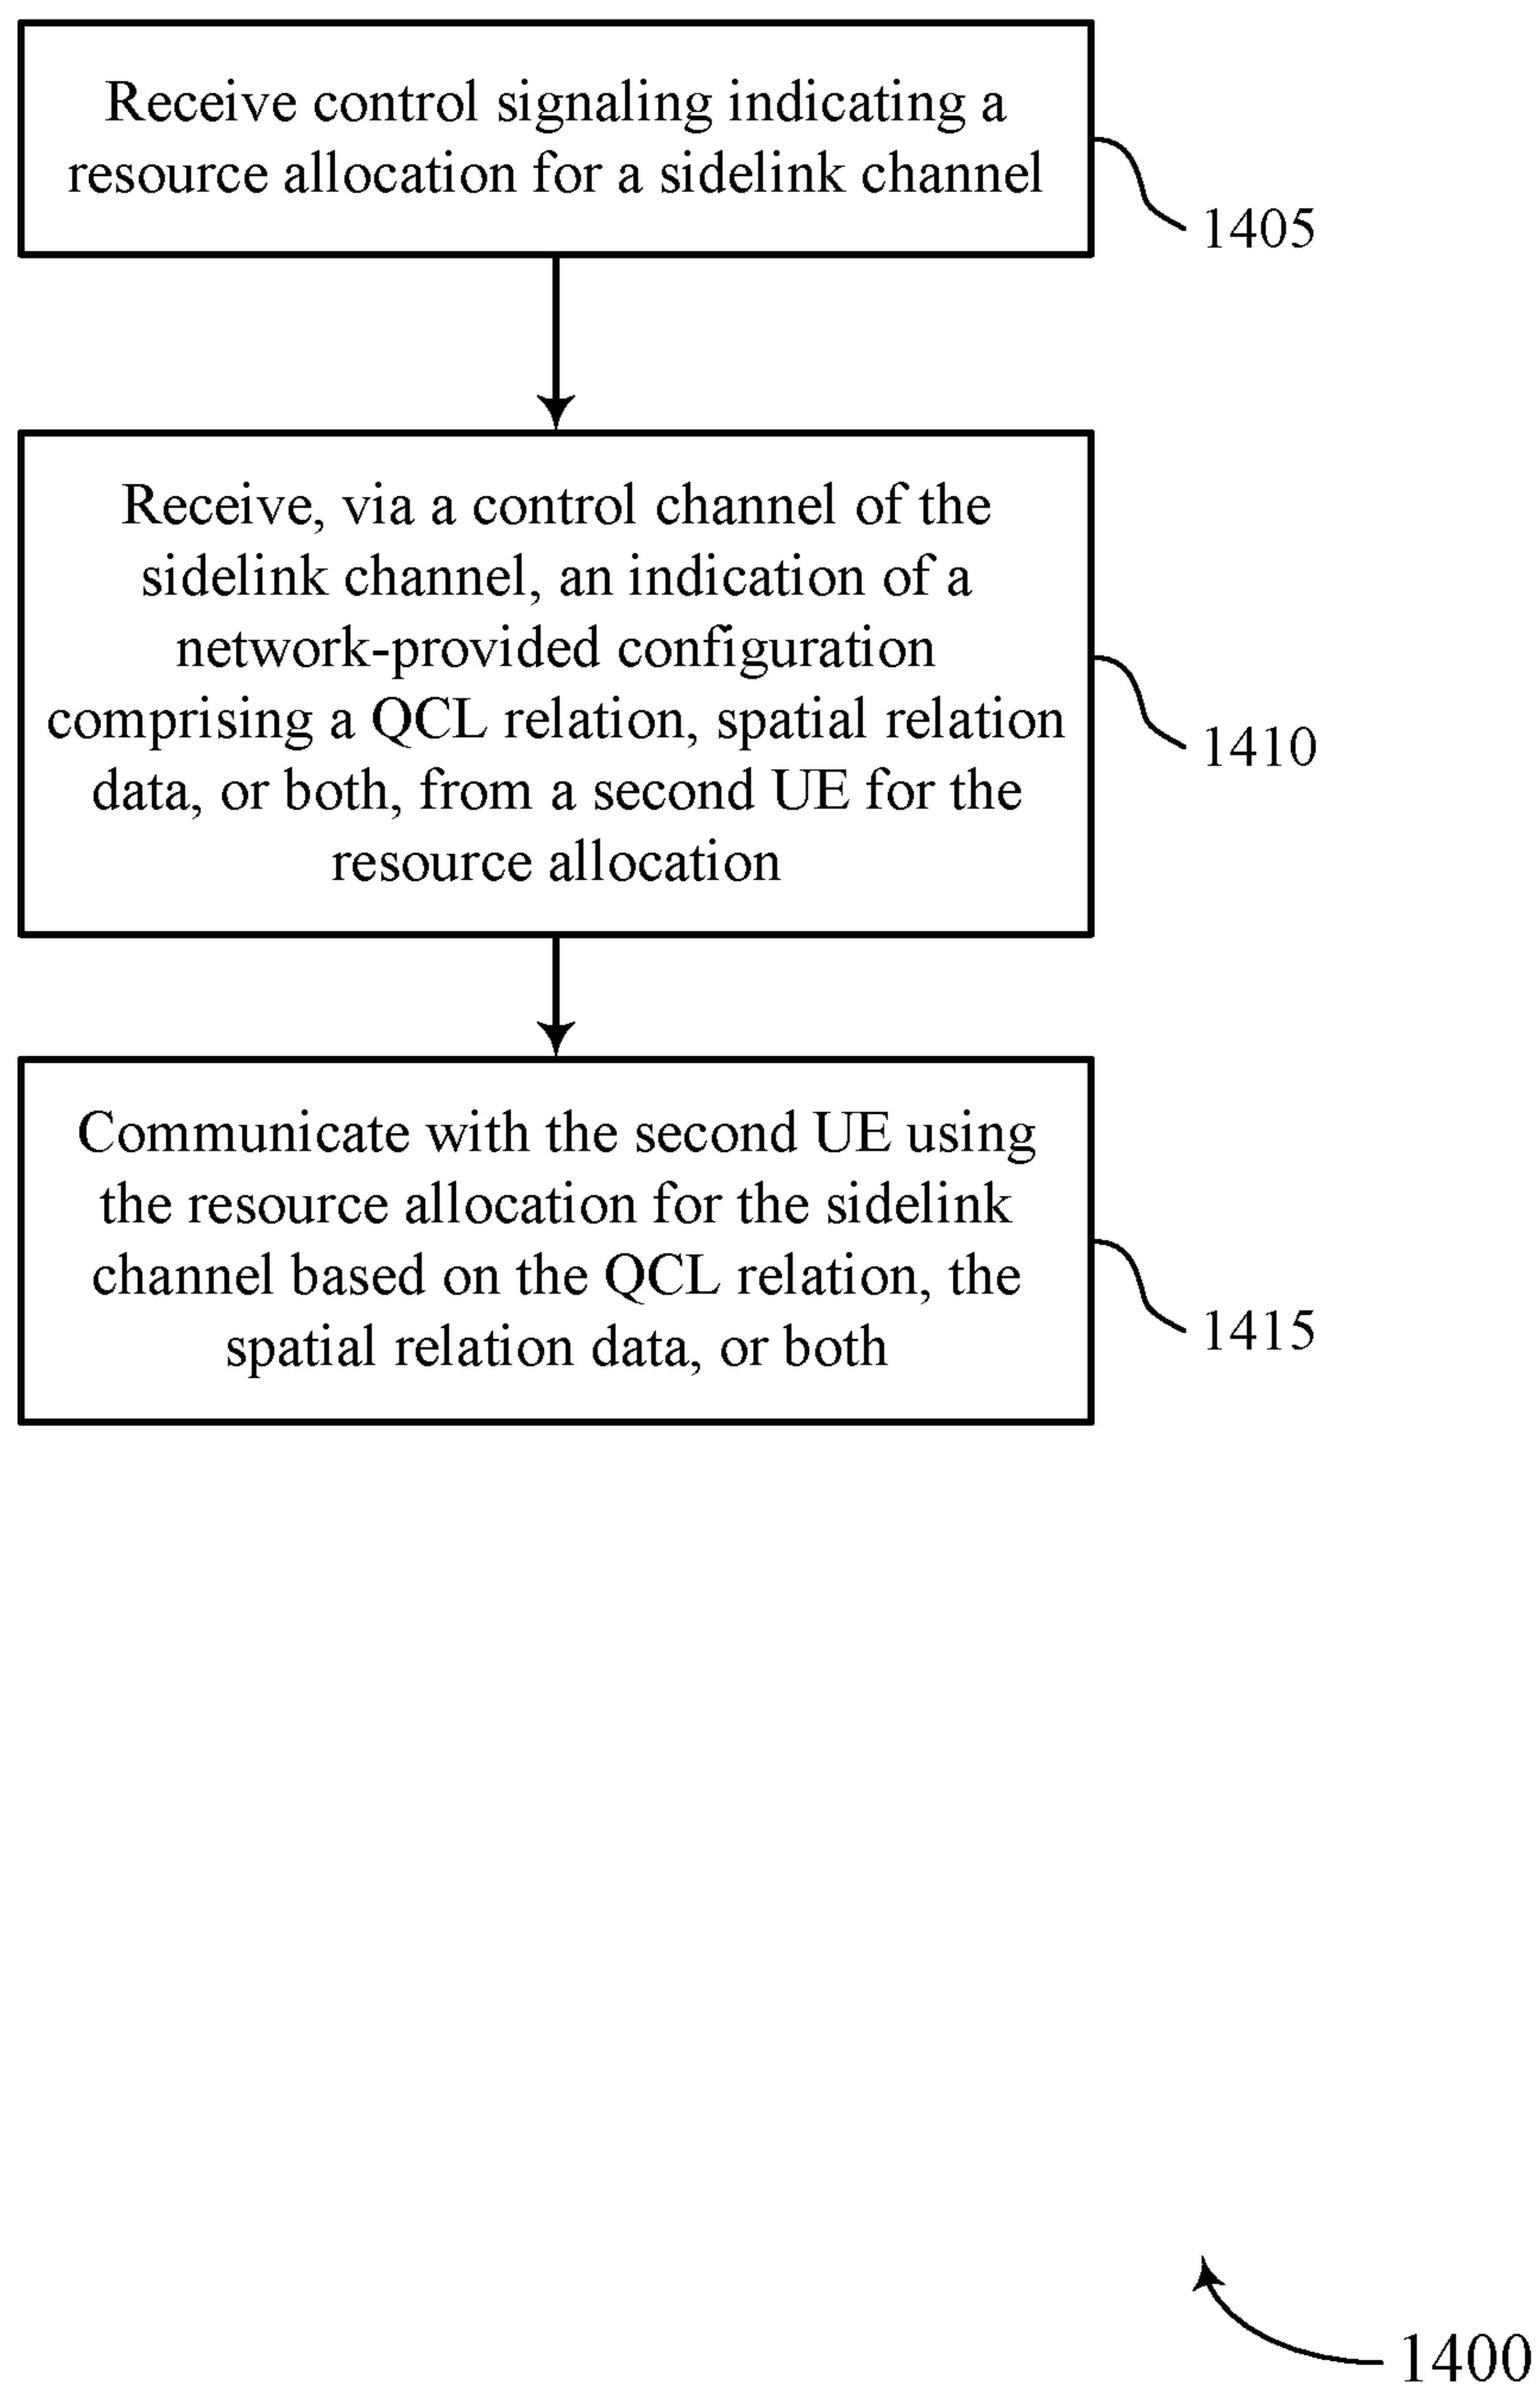 Receive control signaling indicating a
resource allocation for a sidelink channel
1405
Receive, via a control channel of the
sidelink channel, an indication of a
network-provided configuration
comprising a QCL relation, spatial relation
data, or both, from a second UE for the
resource allocation
1410
Communicate with the second UE using
the resource allocation for the sidelink
channel based on the QCL relation, the
spatial relation data, or both
1415
1400